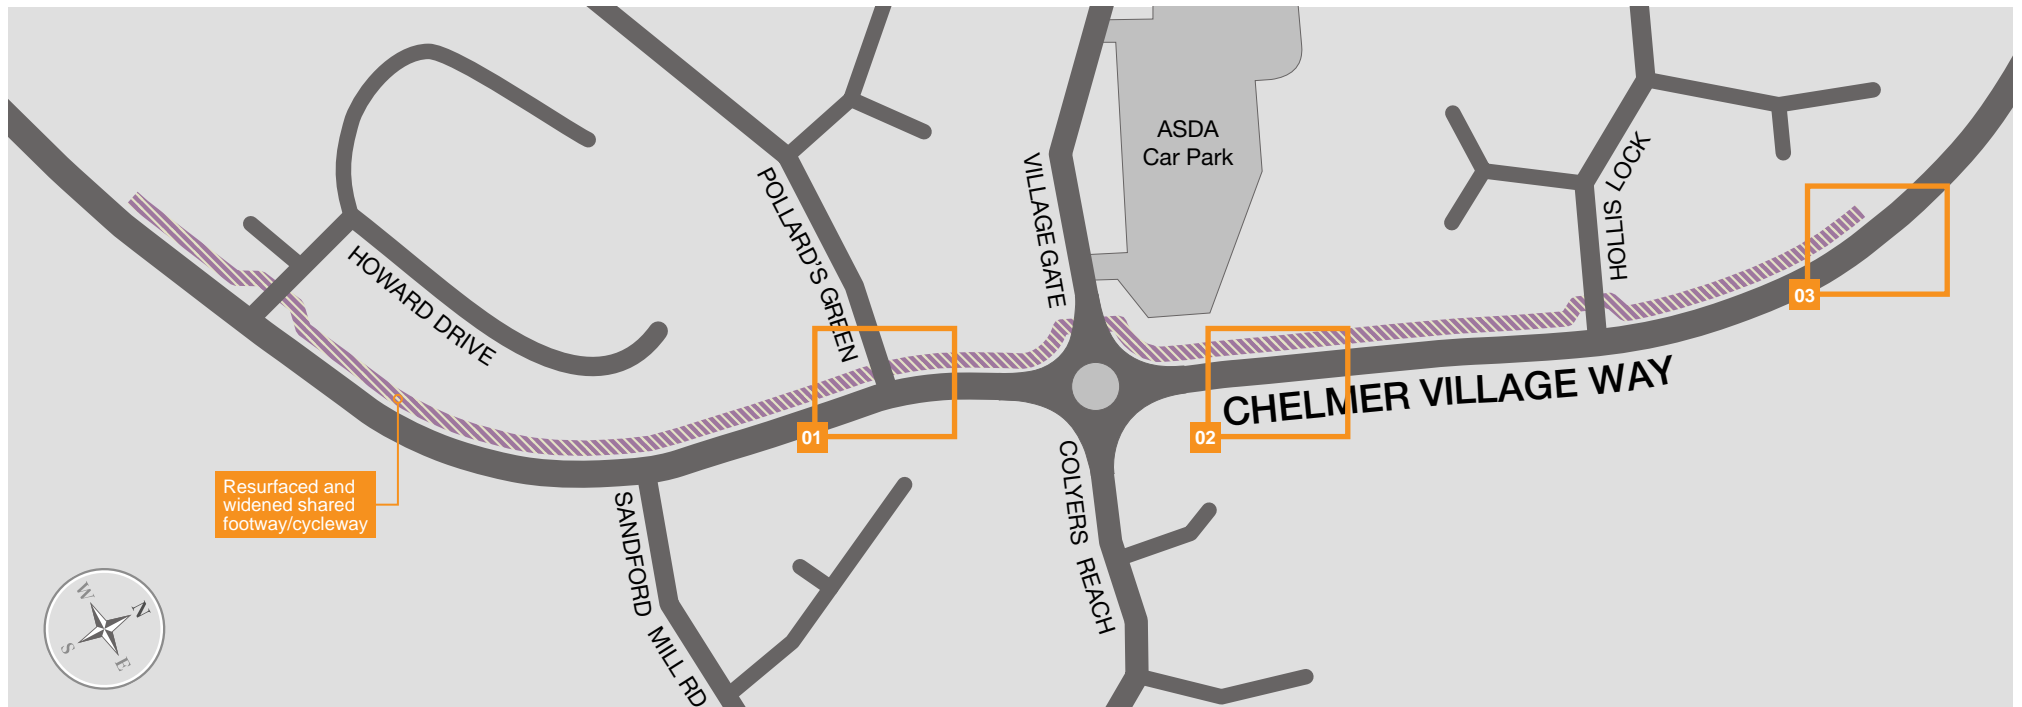 ASDA
Car Park
LOCK
HOLLIS
VILLAGE GATE
POLLARD'S GREEN
HOWARD DRIVE
03
01
02
CHELMER VILLAGE WAY
Resurfaced and
widened shared
footway/cycleway
SANDFORD MILL RD
COLYERS REACH
W
N
S
E